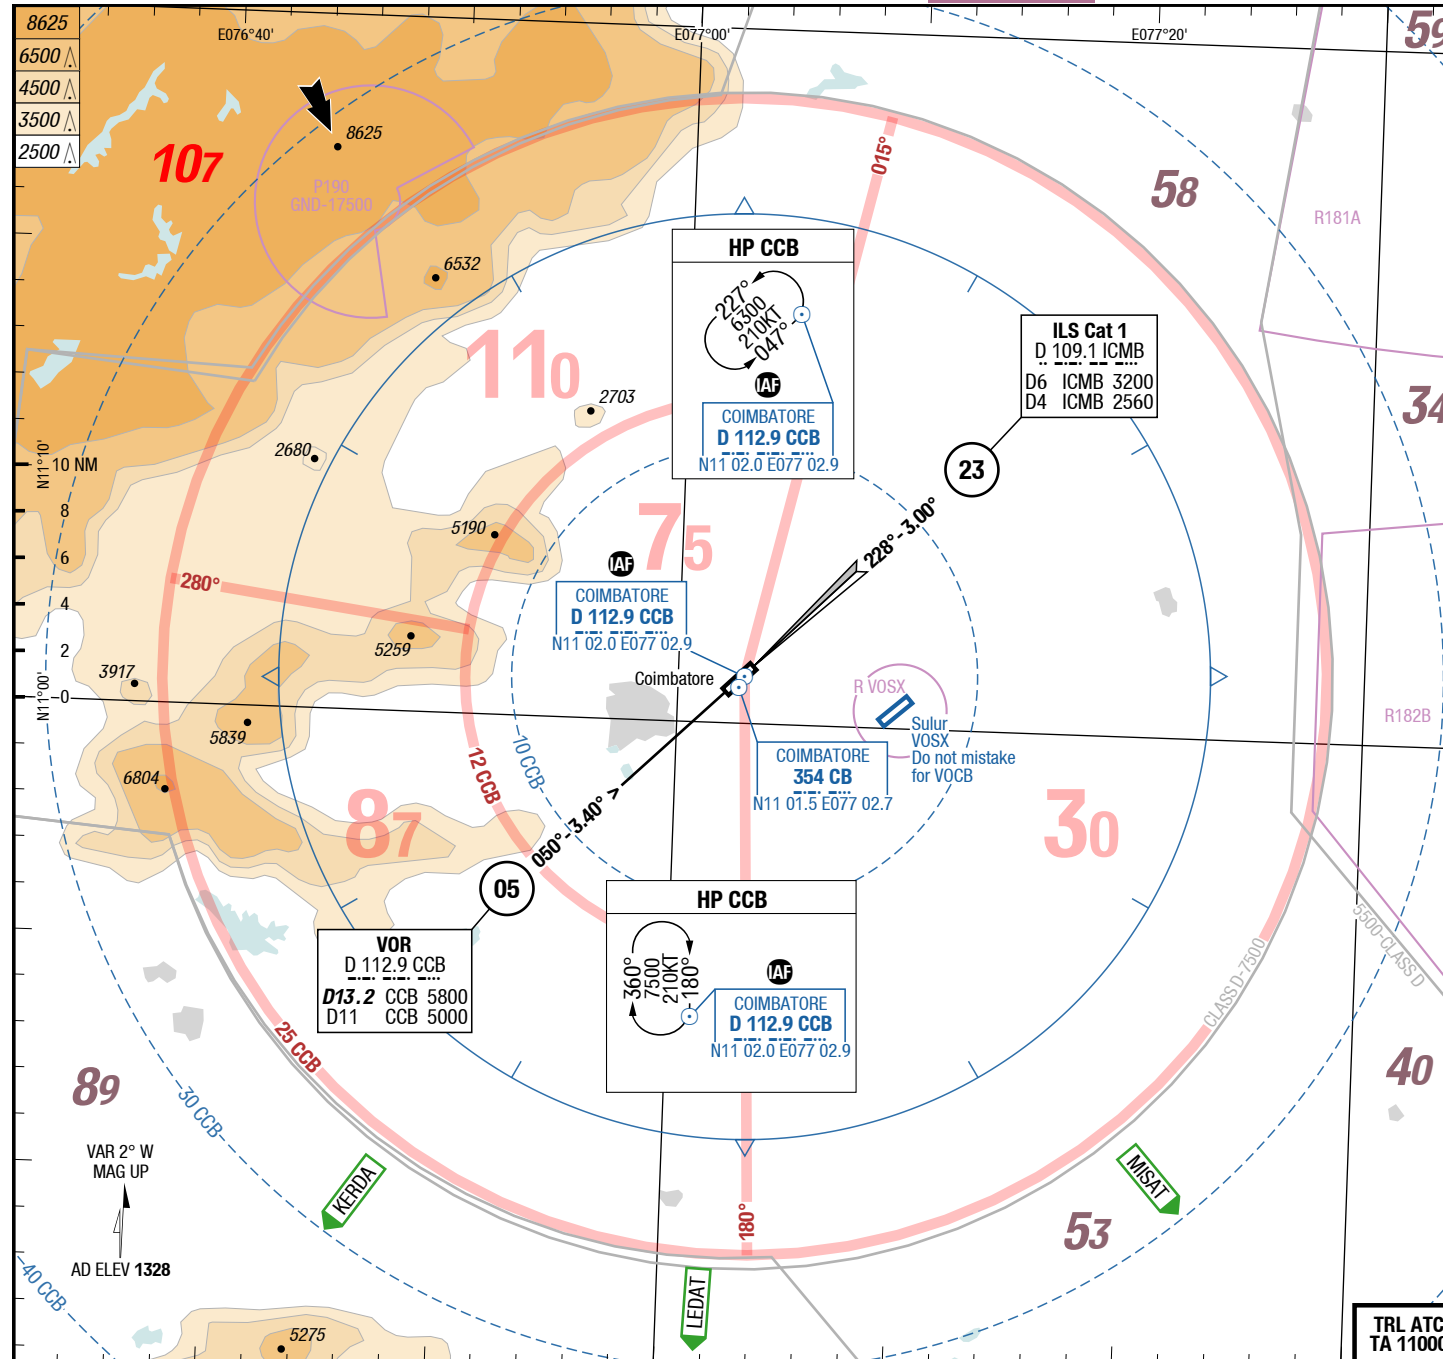 8625
6500
4500
3500
2500
E076°40'
E077°00'
E077°20'
59
8625
107
P190
GND-17500
015°
58
R181A
6532
HP CCB
227°
6300
210KT
047°
IAF
COIMBATORE
D 112.9 CCB
N11 02.0 E077 02.9
ILS Cat 1
D 109.1 ICMB
D6 ICMB 3200
D4 ICMB 2560
110
2703
34
2680
N11°10'
10 NM
8
6
4
2
0
N11°00'
23
228°-3.00°
5190
75
IAF
COIMBATORE
D 112.9 CCB
N11 02.0 E077 02.9
280°
5259
3917
Coimbatore
R VOSX
Sulur
VOSX
Do not mistake
for VOCB
R182B
5839
10 CCB
12 CCB
COIMBATORE
354 CB
N11 01.5 E077 02.7
6804
87
050°-3.40° >
30
05
HP CCB
360°
7500
210KT
180°
IAF
COIMBATORE
D 112.9 CCB
N11 02.0 E077 02.9
VOR
D 112.9 CCB
D13.2 CCB 5800
D11 CCB 5000
5500-CLASS D
CLASS D-7500
25 CCB
89
30 CCB
40
VAR 2° W
MAG UP
KERDA
MISAT
180°
53
AD ELEV 1328
40 CCB
LEDAT
5275
TRL ATC
TA 11000